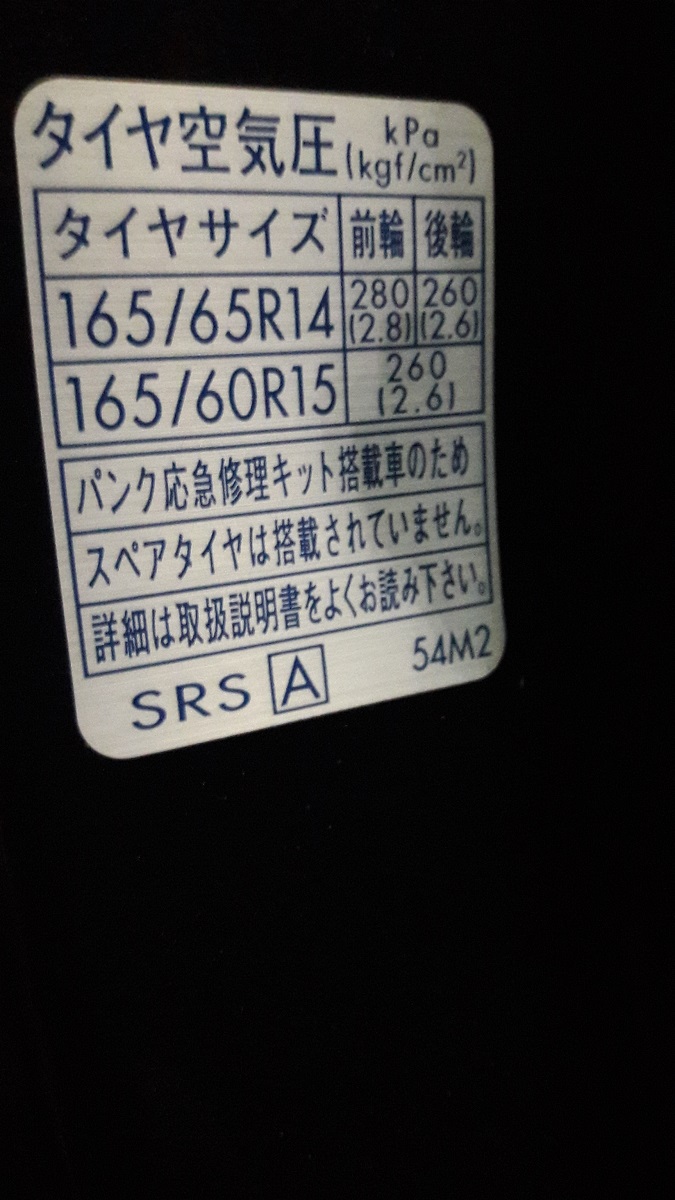 タイヤ空気圧 kPa
(kgf/cm²)
タイヤサイズ 前輪 後輪
165/65R14 280 (2.8) 260 (2.6)
165/60R15 260 (2.6)
パンク応急修理キット搭載車のため
スペアタイヤは搭載されていません。
詳細は取扱説明書をよくお読み下さい。
SRS A 54M2